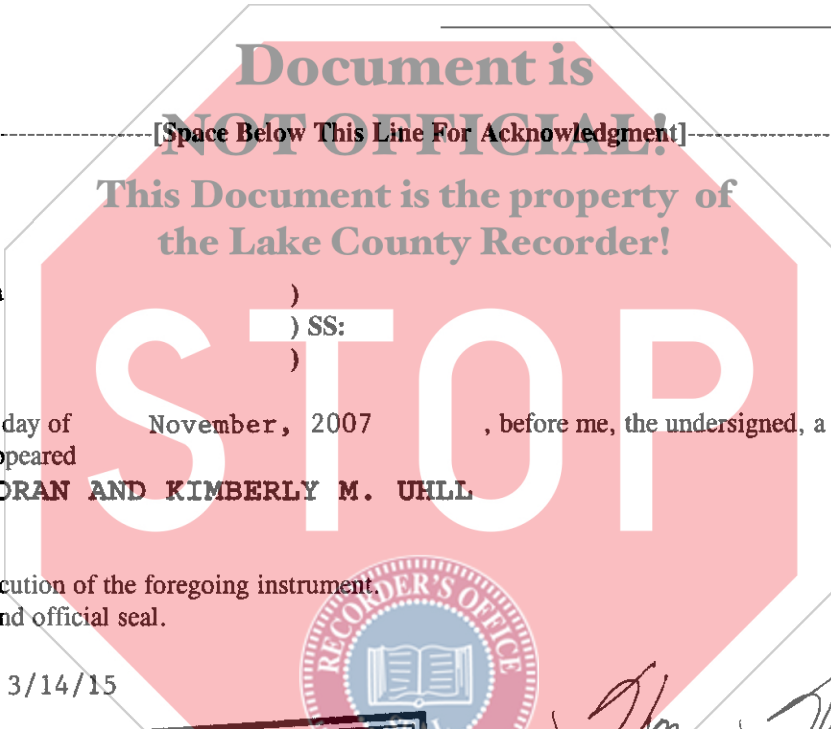 Document is
NOT OFFICIAL!
[Space Below This Line For Acknowledgment]
This Document is the property of
the Lake County Recorder!
a )
) SS:
)
STOP
day of November, 2007 , before me, the undersigned, a
ppeared
ORAN AND KIMBERLY M. UHLL
cution of the foregoing instrument.
nd official seal.
RECORDER'S OFFICE
3/14/15